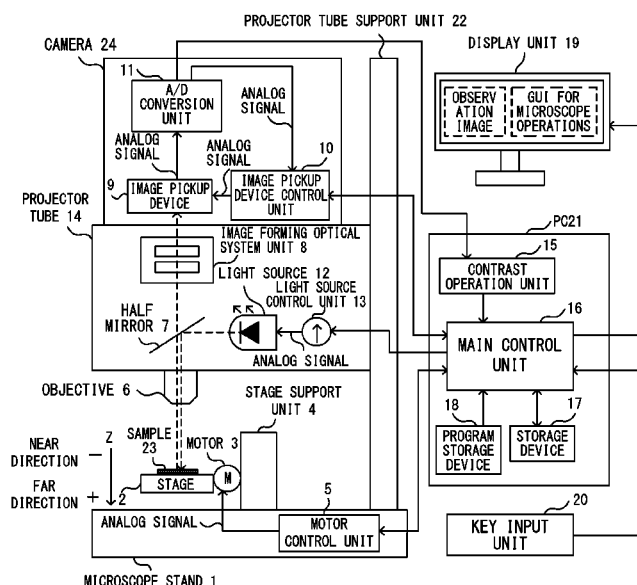 PROJECTOR TUBE SUPPORT UNIT 22
CAMERA 24
DISPLAY UNIT 19
11
A/D
CONVERSION
UNIT
ANALOG
SIGNAL
OBSERV
ATION
IMAGE
GUI FOR
MICROSCOPE
OPERATIONS
ANALOG
SIGNAL
ANALOG
SIGNAL
10
9
IMAGE PICKUP
DEVICE
IMAGE PICKUP
DEVICE CONTROL
UNIT
PROJECTOR
TUBE 14
IMAGE FORMING OPTICAL
SYSTEM UNIT 8
PC21
15
CONTRAST
OPERATION UNIT
LIGHT SOURCE 12
LIGHT SOURCE
CONTROL UNIT 13
HALF
MIRROR 7
16
MAIN CONTROL
UNIT
ANALOG SIGNAL
OBJECTIVE 6
STAGE SUPPORT
UNIT 4
18
PROGRAM
STORAGE
DEVICE
17
STORAGE
DEVICE
NEAR
DIRECTION
−
Z
SAMPLE
23
MOTOR 3
M
FAR
DIRECTION
+
2
STAGE
5
20
ANALOG SIGNAL
MOTOR
CONTROL UNIT
KEY INPUT
UNIT
MICROSCOPE STAND 1